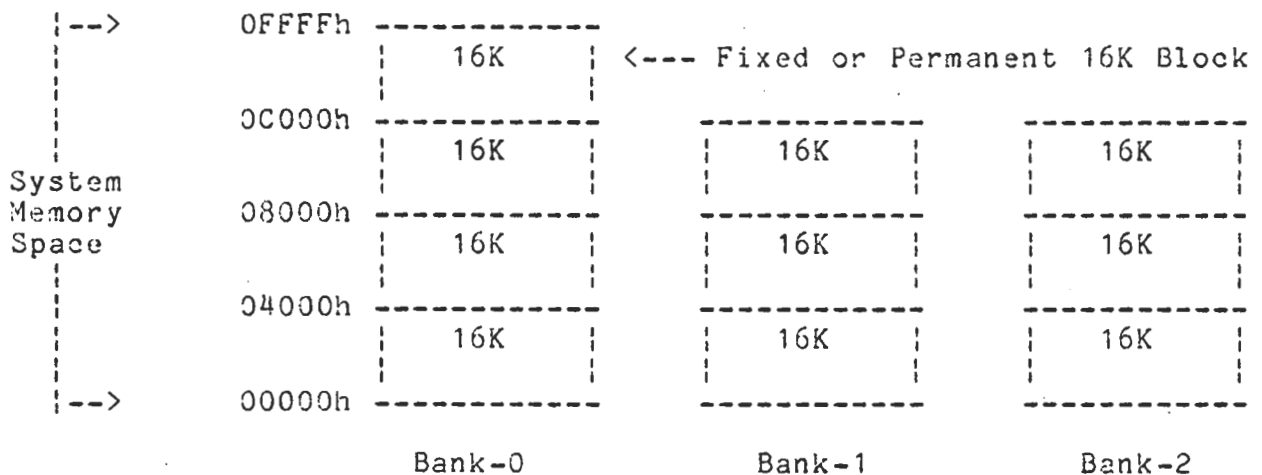 0FFFFh
16K <--- Fixed or Permanent 16K Block
0C000h
16K 16K 16K
System
Memory 08000h
Space 16K 16K 16K
04000h
16K 16K 16K
00000h
Bank-0 Bank-1 Bank-2